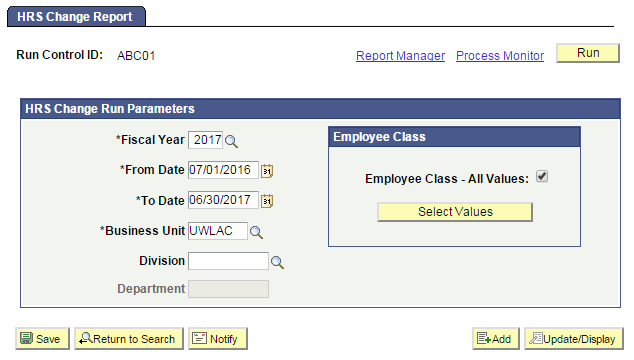 HRS Change Report
Run Control ID: ABC01 Report Manager Process Monitor Run
HRS Change Run Parameters
*Fiscal Year 2017
*From Date 07/01/2016 31
*To Date 06/30/2017 31
*Business Unit UWLAC
Division
Department
Employee Class
Employee Class - All Values:
Select Values
Save Return to Search Notify Add Update/Display